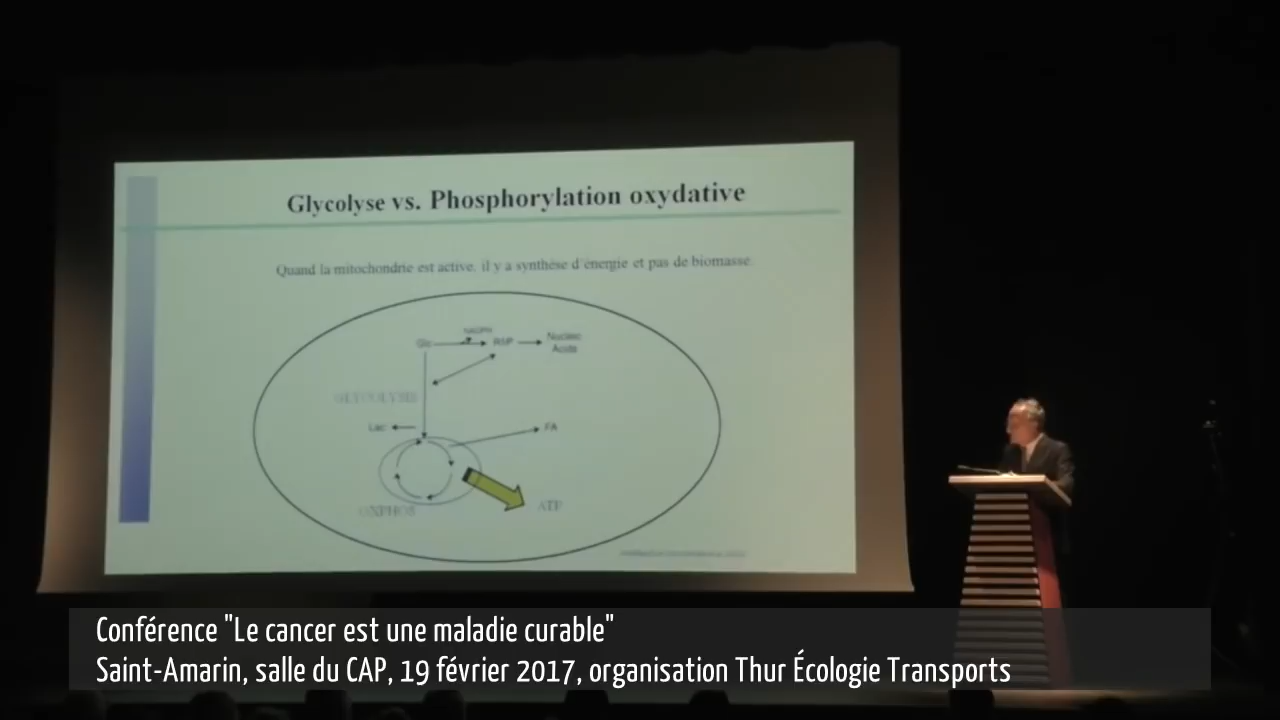 Glycolyse vs. Phosphorylation oxydative
Quand la mitochondrie est active, il y a synthèse d'énergie et pas de biomasse.
NADPH
Glc
R5P
Nucleic
Acids
GLYCOLYSIS
Lac
FA
OXPHOS
ATP
Conférence "Le cancer est une maladie curable"
Saint-Amarin, salle du CAP, 19 février 2017, organisation Thur Écologie Transports